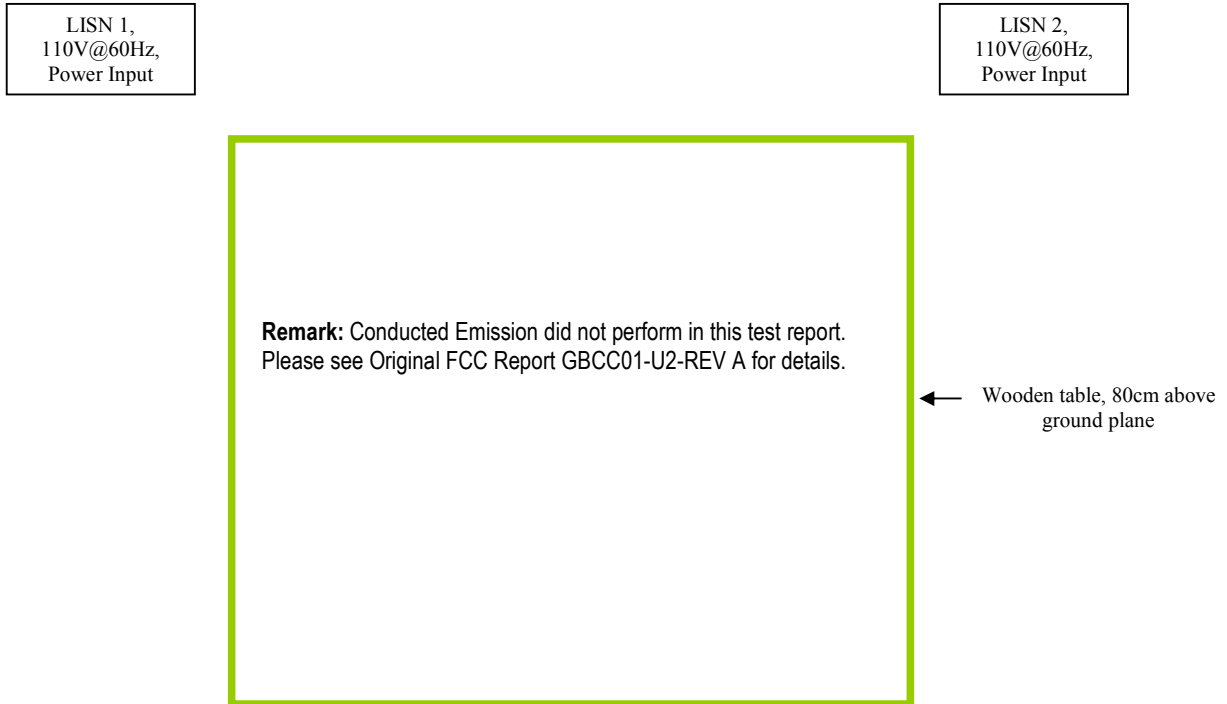 LISN 1,
110V@60Hz,
Power Input
LISN 2,
110V@60Hz,
Power Input
Remark: Conducted Emission did not perform in this test report.
Please see Original FCC Report GBCC01-U2-REV A for details.
Wooden table, 80cm above
ground plane